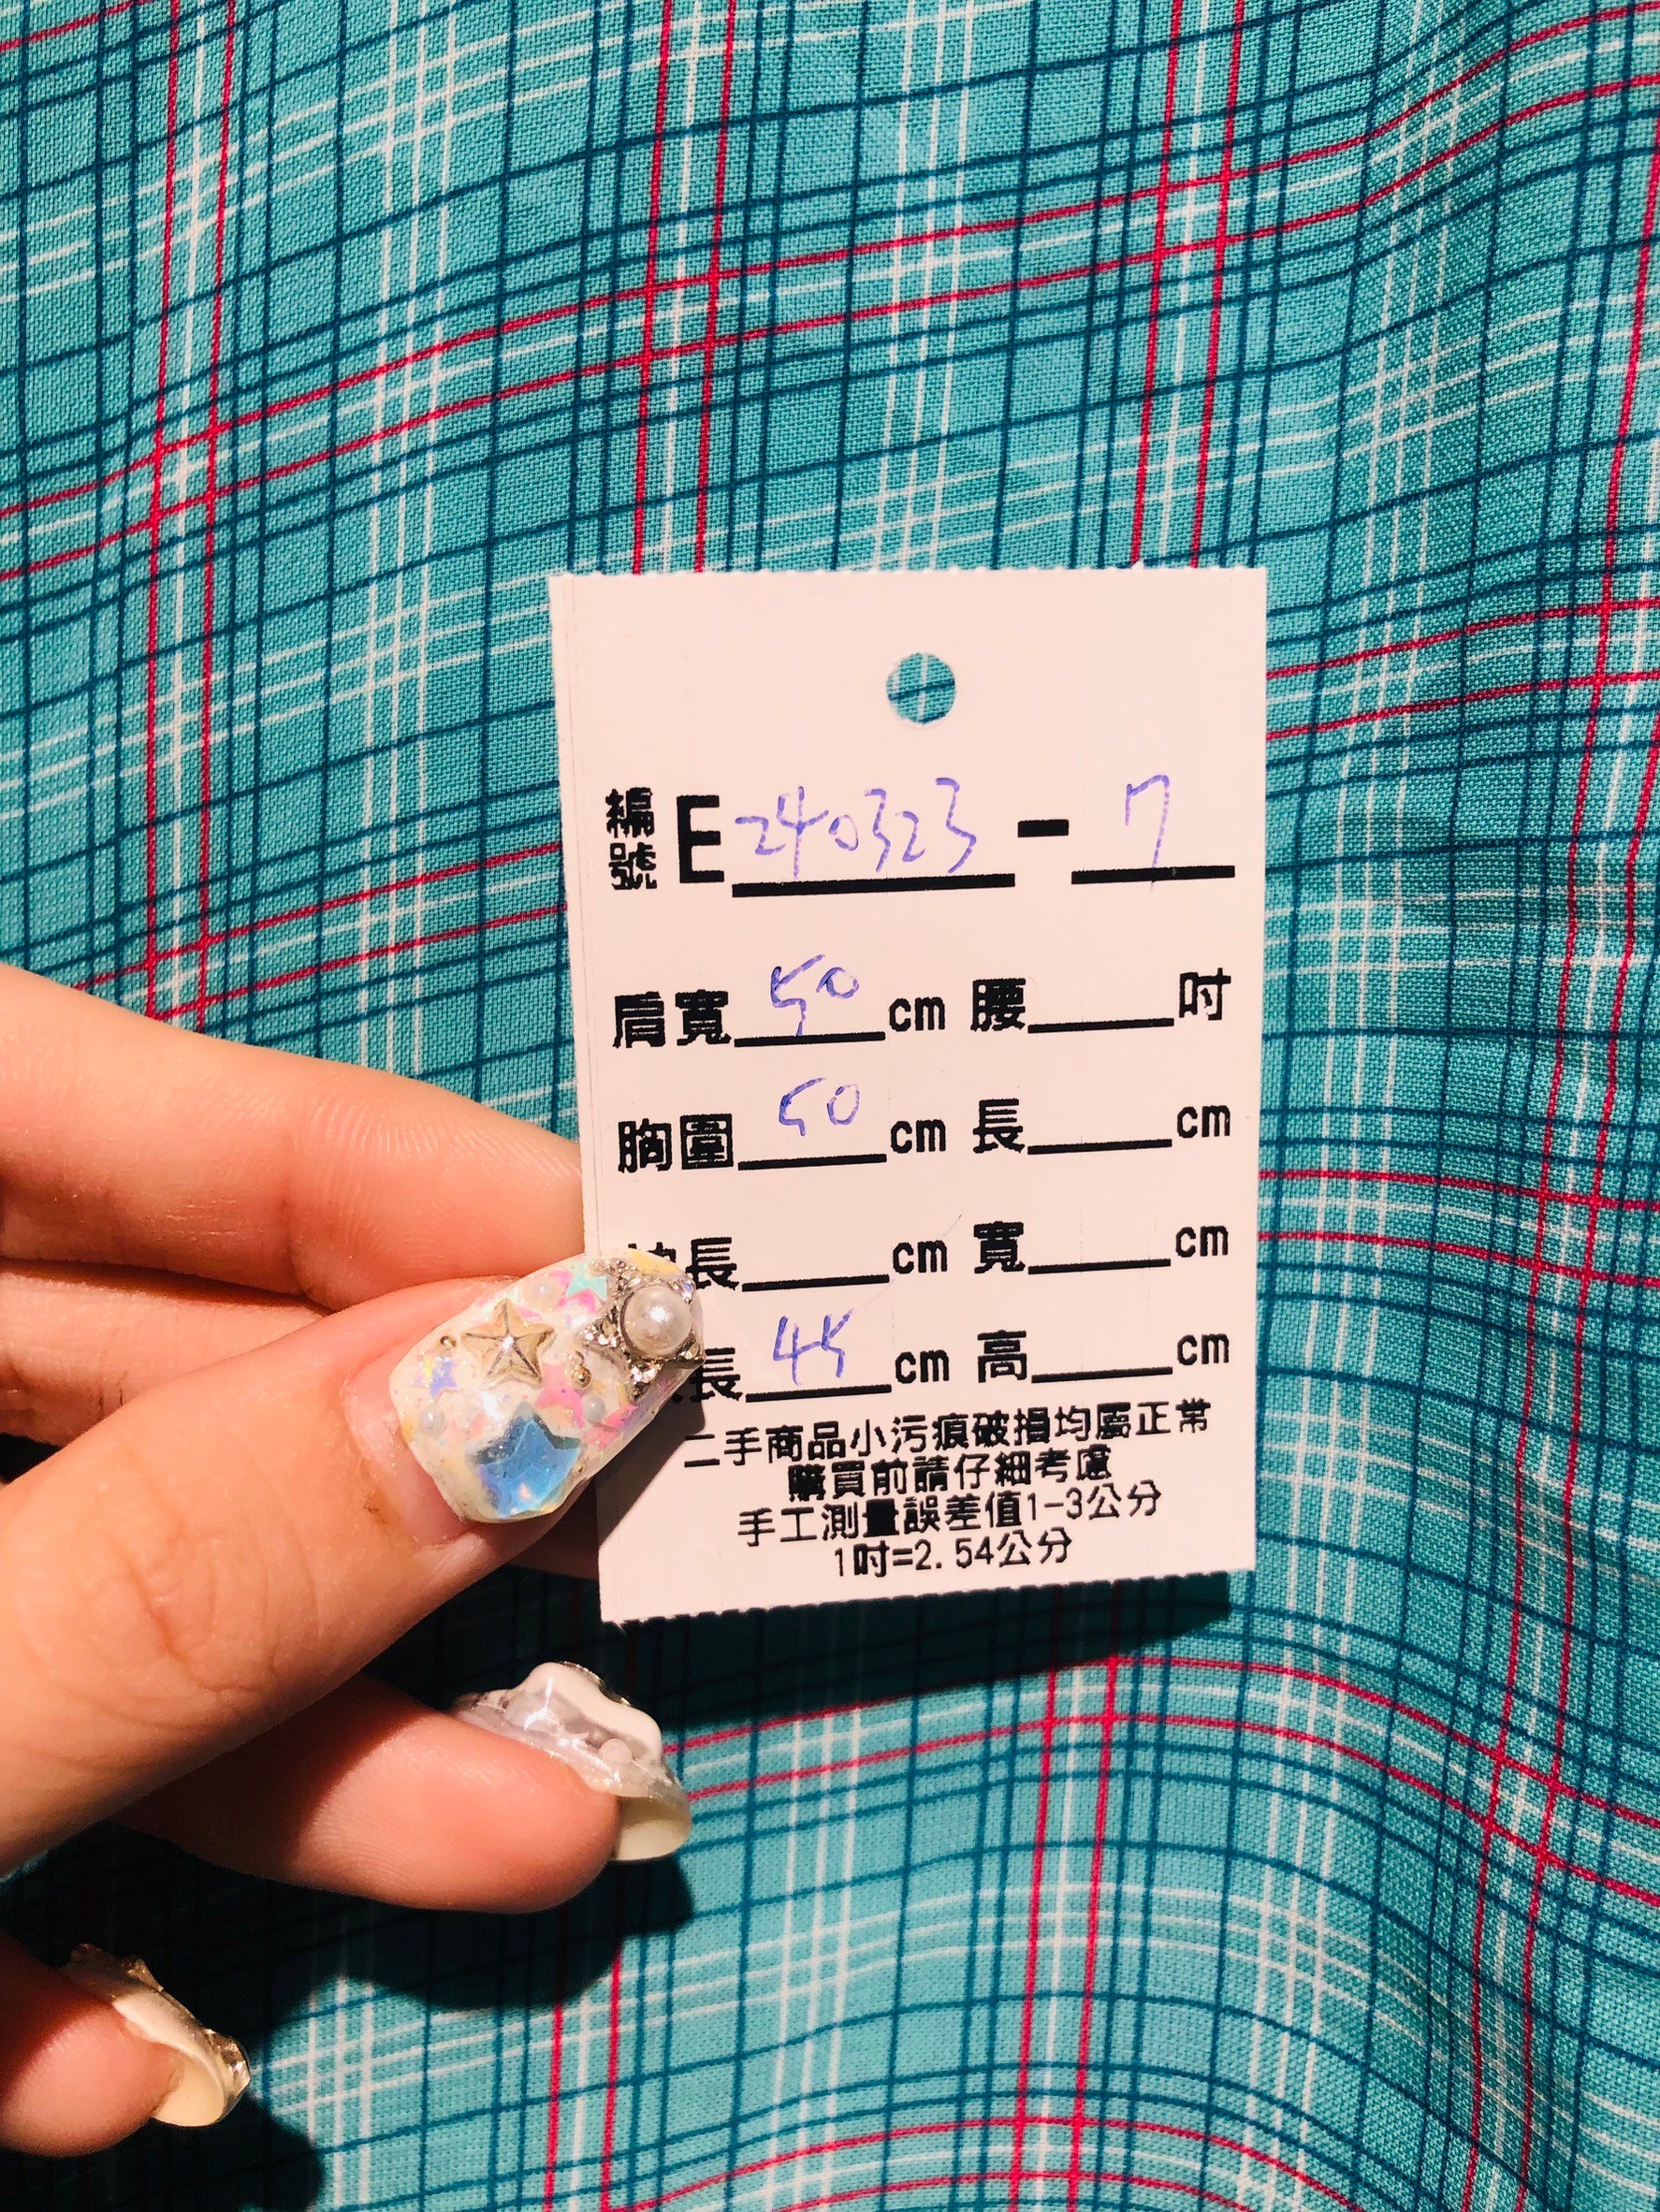 編號 E 240323 - 7
肩寬 50 cm 腰 吋
胸圍 50 cm 長 cm
長 cm 寬 cm
長 45 cm 高 cm
二手商品小污痕破損均屬正常
購買前請仔細考慮
手工測量誤差值1-3公分
1吋=2.54公分